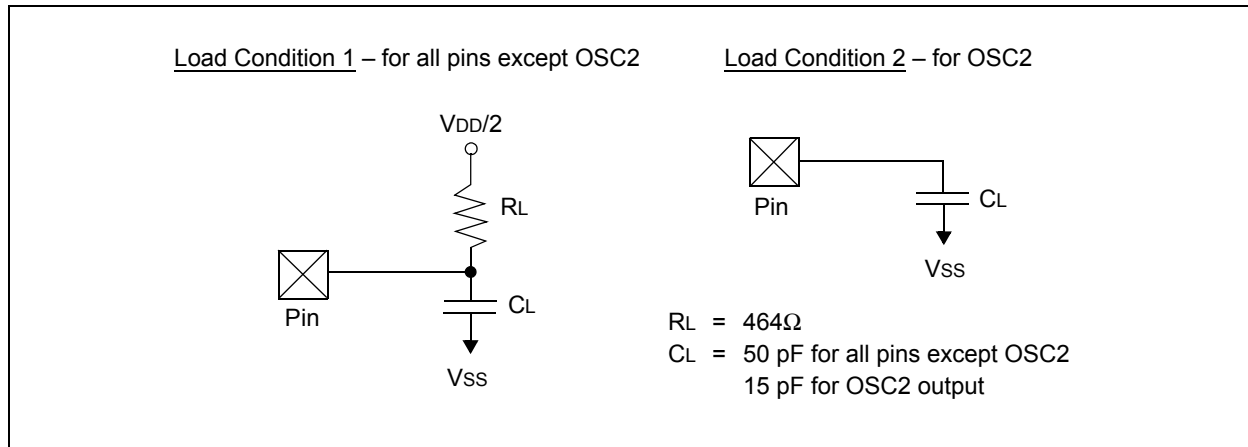 Load Condition 1 – for all pins except OSC2
VDD/2
RL
Pin
CL
VSS
Load Condition 2 – for OSC2
Pin
CL
VSS
RL = 464Ω
CL = 50 pF for all pins except OSC2
15 pF for OSC2 output